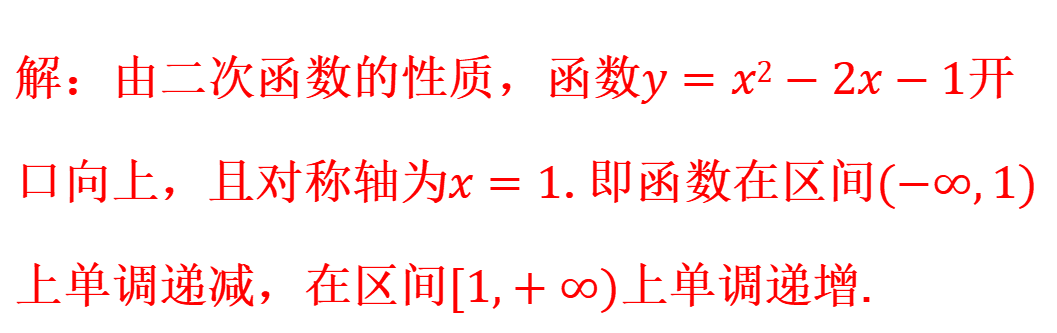 解：由二次函数的性质，函数y = x² − 2x − 1开
口向上，且对称轴为x = 1. 即函数在区间(−∞, 1)
上单调递减，在区间[1, + ∞)上单调递增.